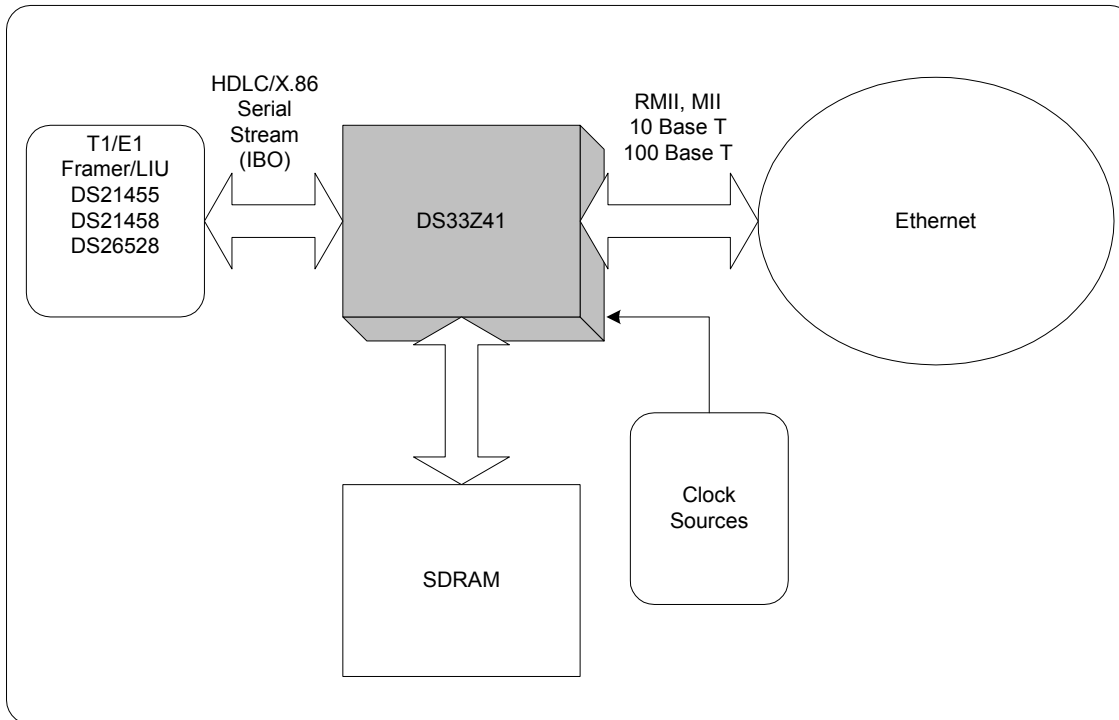 HDLC/X.86
Serial
Stream
(IBO)
RMII, MII
10 Base T
100 Base T
T1/E1
Framer/LIU
DS21455
DS21458
DS26528
DS33Z41
Ethernet
Clock
Sources
SDRAM